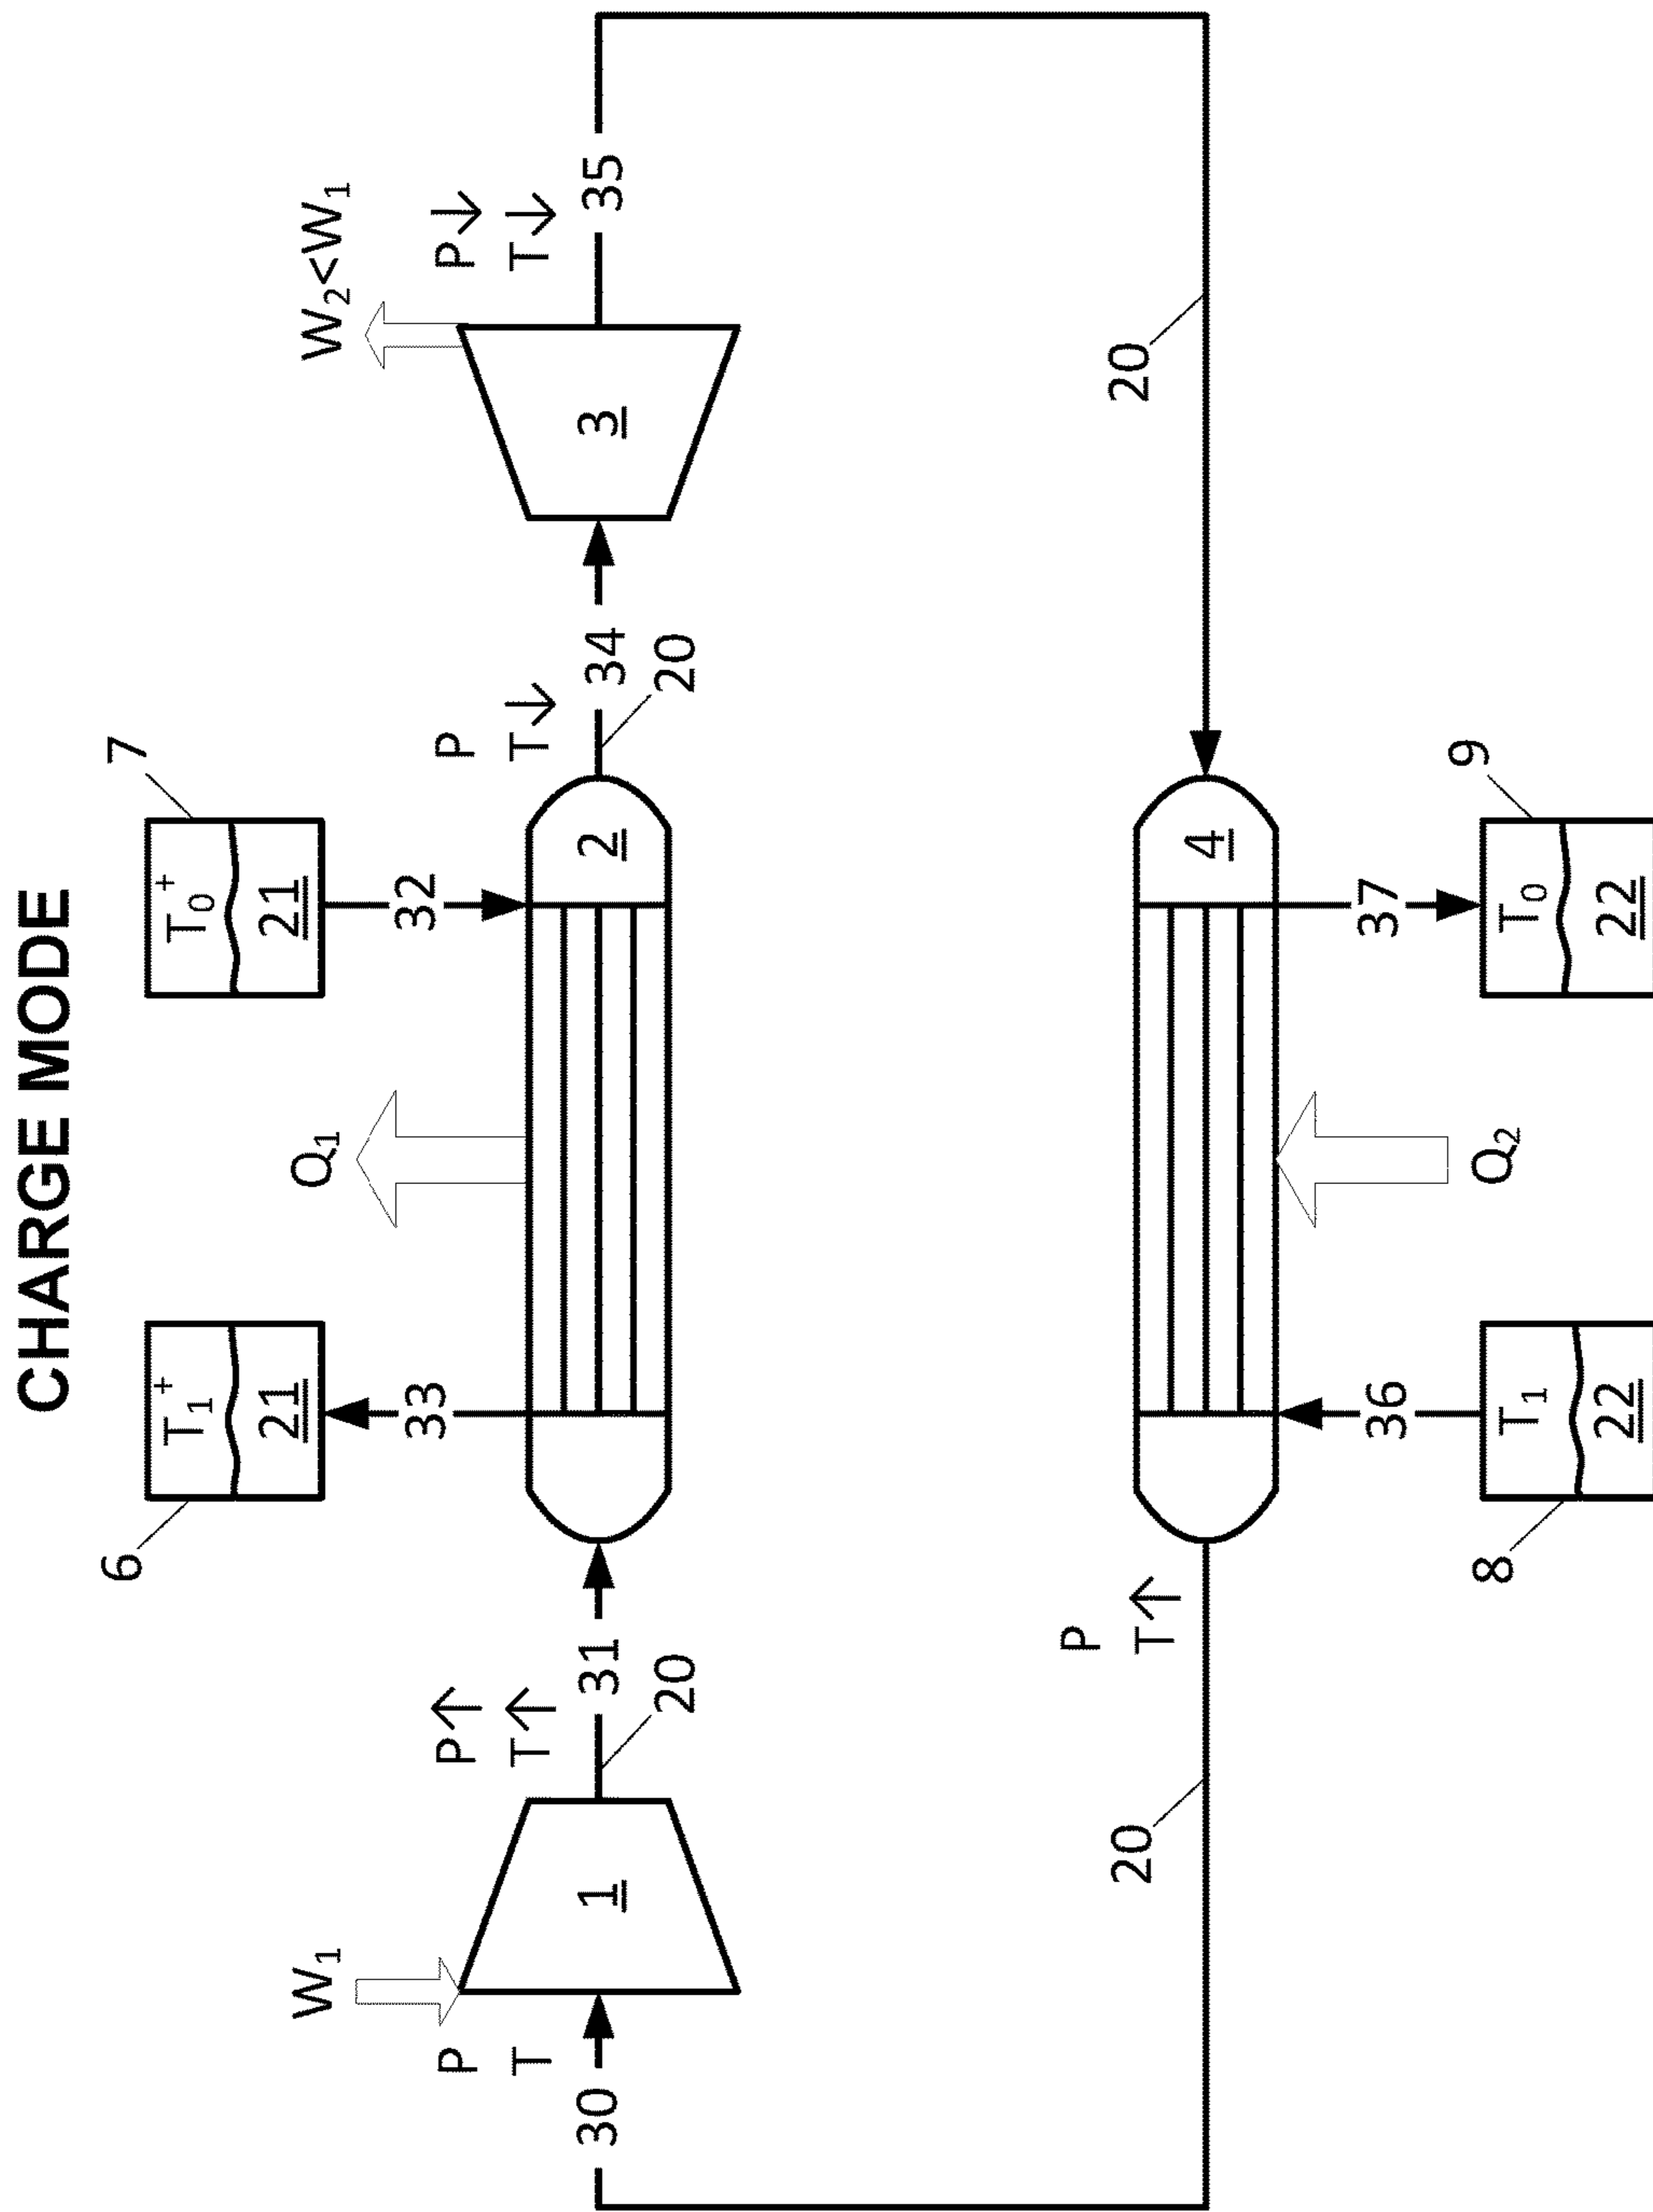 CHARGE MODE
6
7
T₁⁺
21
T₀⁺
21
W₁
33
Q₁
32
W₂<W₁
P
T
P↑
T↑
P
T↓
P↓
T↓
30
1
31
2
34
3
35
20
20
P
T↑
20
4
20
36
Q₂
37
T₁
22
T₀
22
8
9